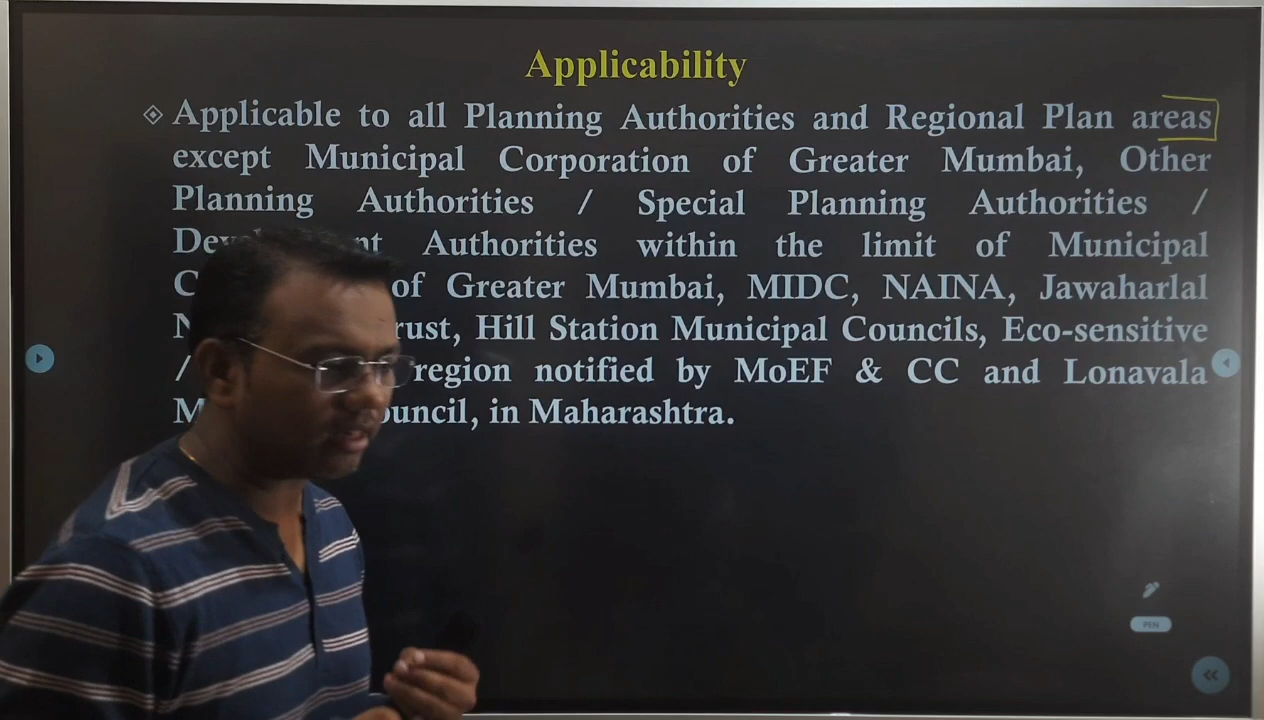 Applicability
Applicable to all Planning Authorities and Regional Plan areas
except Municipal Corporation of Greater Mumbai, Other
Planning Authorities / Special Planning Authorities /
Authorities within the limit of Municipal
of Greater Mumbai, MIDC, NAINA, Jawaharlal
Hill Station Municipal Councils, Eco-sensitive
/ region notified by MoEF & CC and Lonavala
in Maharashtra.
PEN